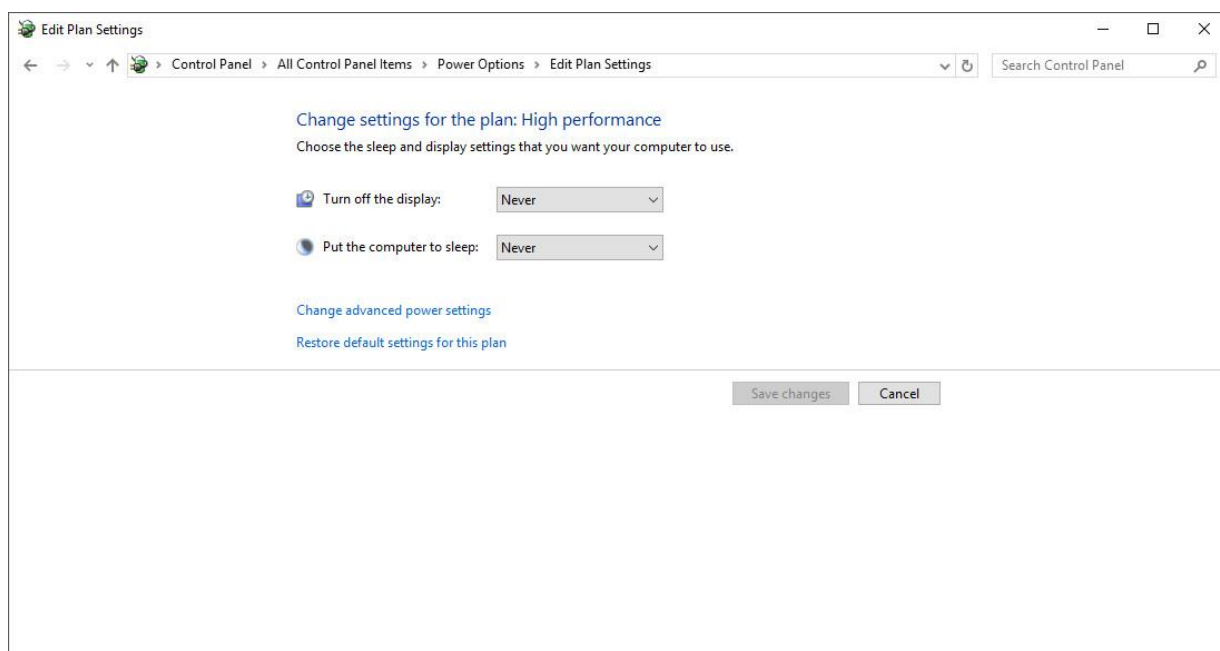 Edit Plan Settings
Control Panel > All Control Panel Items > Power Options > Edit Plan Settings
Search Control Panel
Change settings for the plan: High performance
Choose the sleep and display settings that you want your computer to use.
Turn off the display: Never
Put the computer to sleep: Never
Change advanced power settings
Restore default settings for this plan
Save changes Cancel